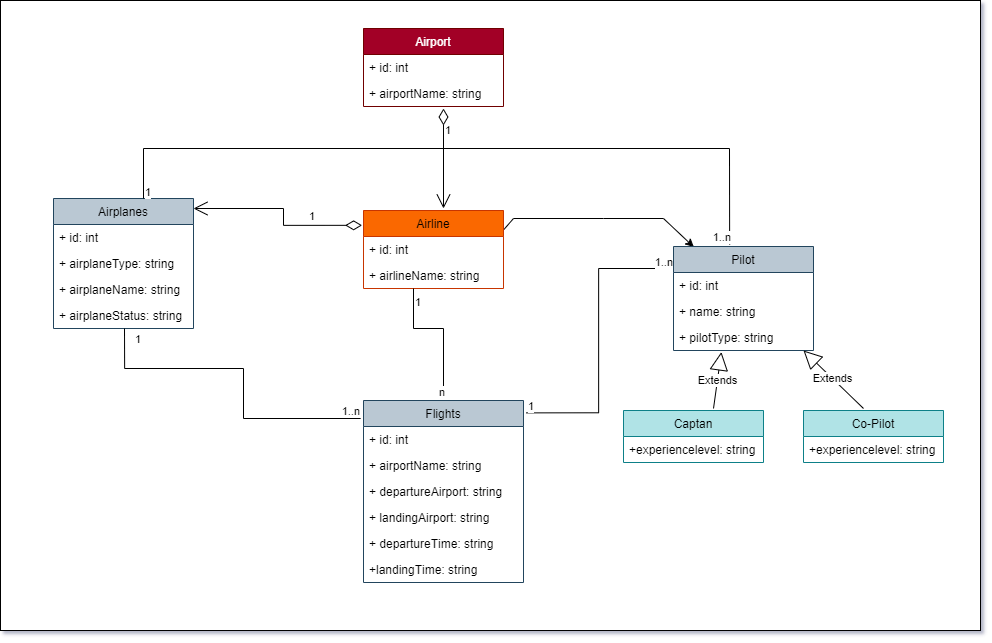 Airport
+ id: int
+ airportName: string
1
1
Airplanes
+ id: int
+ airplaneType: string
+ airplaneName: string
+ airplaneStatus: string
1
1
Airline
+ id: int
+ airlineName: string
1
1..n
1..n
Pilot
+ id: int
+ name: string
+ pilotType: string
Extends
Extends
Captan
+experiencelevel: string
Co-Pilot
+experiencelevel: string
n
1..n
1
Flights
+ id: int
+ airportName: string
+ departureAirport: string
+ landingAirport: string
+ departureTime: string
+landingTime: string